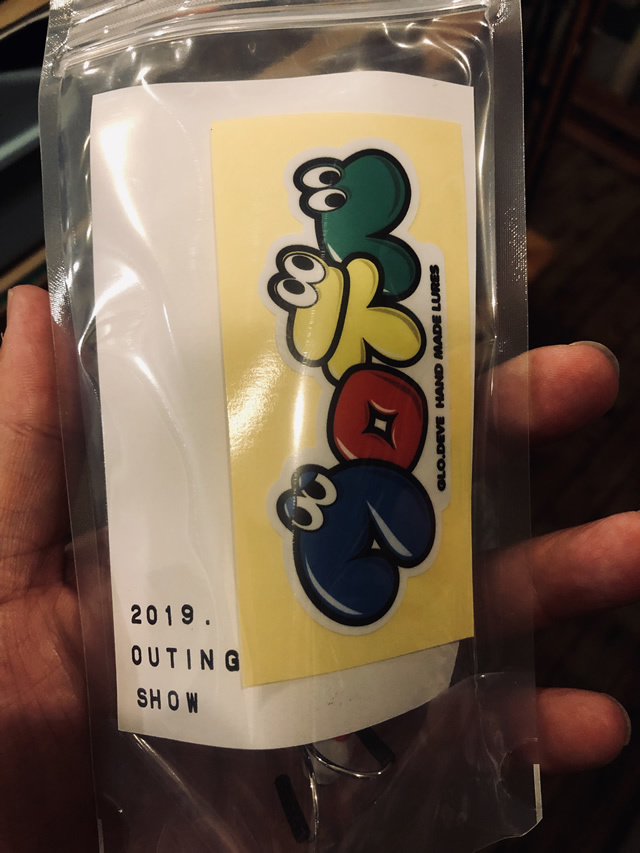 GLO.DEVE HAND MADE LURES
2019.
OUTING
SHOW